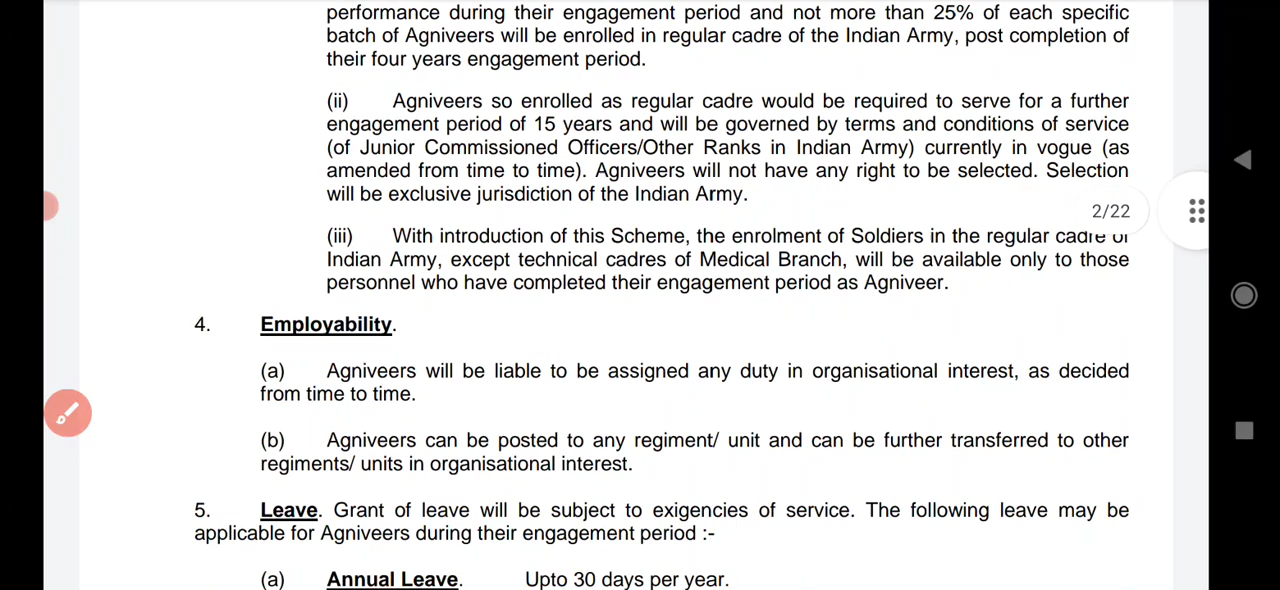 performance during their engagement period and not more than 25% of each specific
batch of Agniveers will be enrolled in regular cadre of the Indian Army, post completion of
their four years engagement period.
(ii) Agniveers so enrolled as regular cadre would be required to serve for a further
engagement period of 15 years and will be governed by terms and conditions of service
(of Junior Commissioned Officers/Other Ranks in Indian Army) currently in vogue (as
amended from time to time). Agniveers will not have any right to be selected. Selection
will be exclusive jurisdiction of the Indian Army.
2/22
(iii) With introduction of this Scheme, the enrolment of Soldiers in the regular cadre of
Indian Army, except technical cadres of Medical Branch, will be available only to those
personnel who have completed their engagement period as Agniveer.
4. Employability.
(a) Agniveers will be liable to be assigned any duty in organisational interest, as decided
from time to time.
(b) Agniveers can be posted to any regiment/ unit and can be further transferred to other
regiments/ units in organisational interest.
5. Leave. Grant of leave will be subject to exigencies of service. The following leave may be
applicable for Agniveers during their engagement period :-
(a) Annual Leave. Upto 30 days per year.